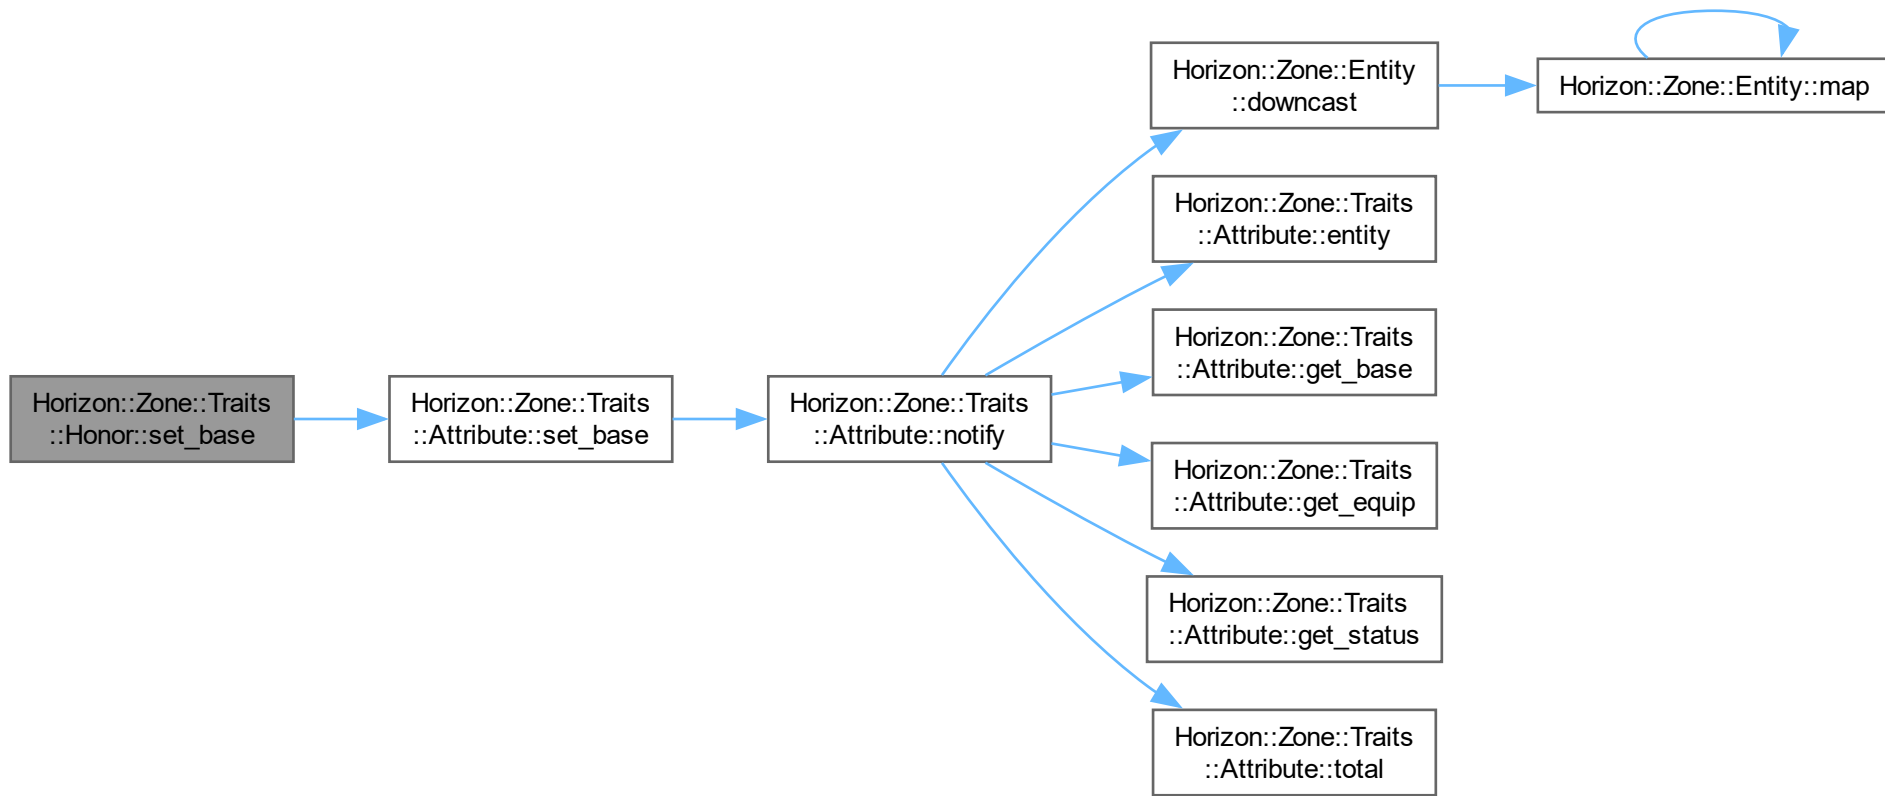 Horizon::Zone::Traits
::Honor::set_base
Horizon::Zone::Traits
::Attribute::set_base
Horizon::Zone::Traits
::Attribute::notify
Horizon::Zone::Entity
::downcast
Horizon::Zone::Entity::map
Horizon::Zone::Traits
::Attribute::entity
Horizon::Zone::Traits
::Attribute::get_base
Horizon::Zone::Traits
::Attribute::get_equip
Horizon::Zone::Traits
::Attribute::get_status
Horizon::Zone::Traits
::Attribute::total